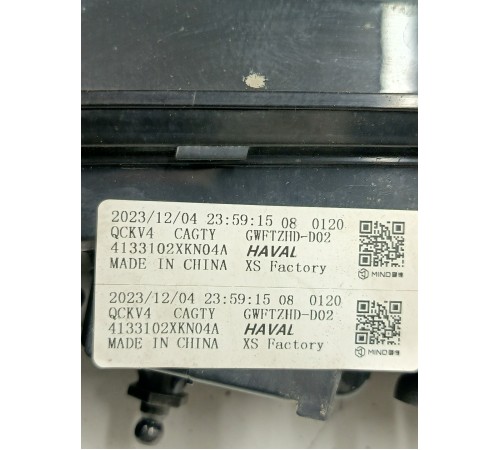 2023/12/04 23:59:15 08 0120
QCKV4 CAGTY GWFTZHD-D02
4133102XKN04A HAVAL
MADE IN CHINA XS Factory
MIND
2023/12/04 23:59:15 08 0120
QCKV4 CAGTY GWFTZHD-D02
4133102XKN04A HAVAL
MADE IN CHINA XS Factory
MIND